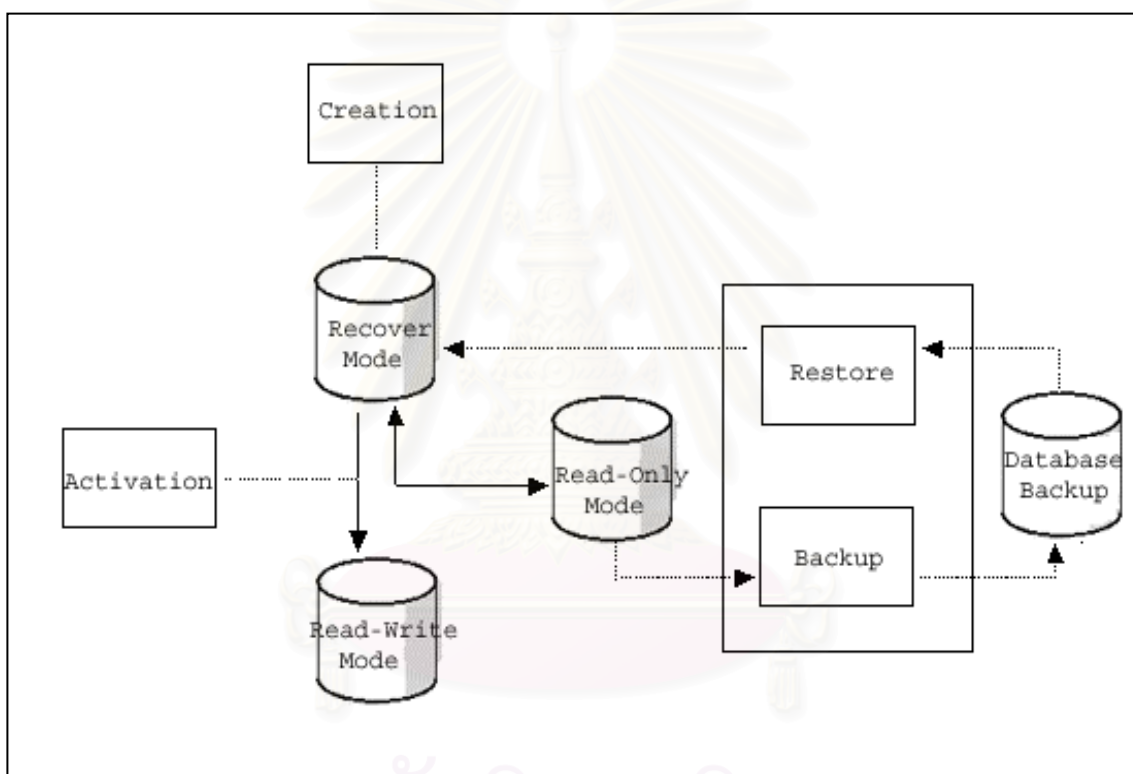 Creation
Recover
Mode
Restore
Read-Only
Mode
Database
Backup
Activation
Backup
Read-Write
Mode